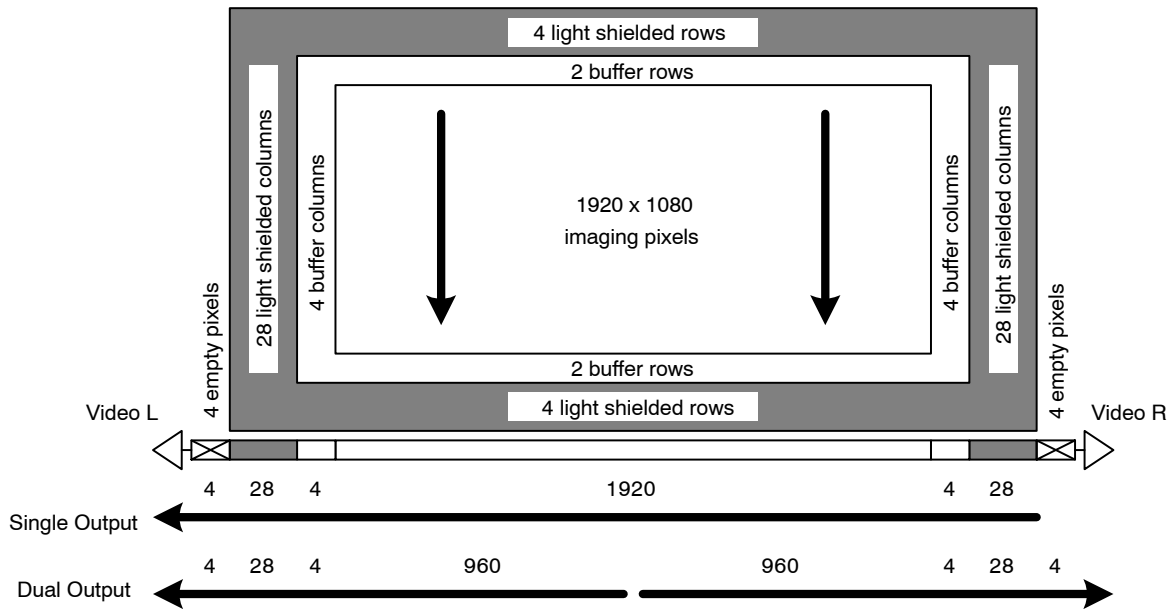 4 light shielded rows
2 buffer rows
28 light shielded columns
4 buffer columns
1920 x 1080
imaging pixels
4 buffer columns
28 light shielded columns
4 empty pixels
4 empty pixels
2 buffer rows
4 light shielded rows
Video L
Video R
4 28 4 1920 4 28
Single Output
4 28 4 960 960 4 28 4
Dual Output